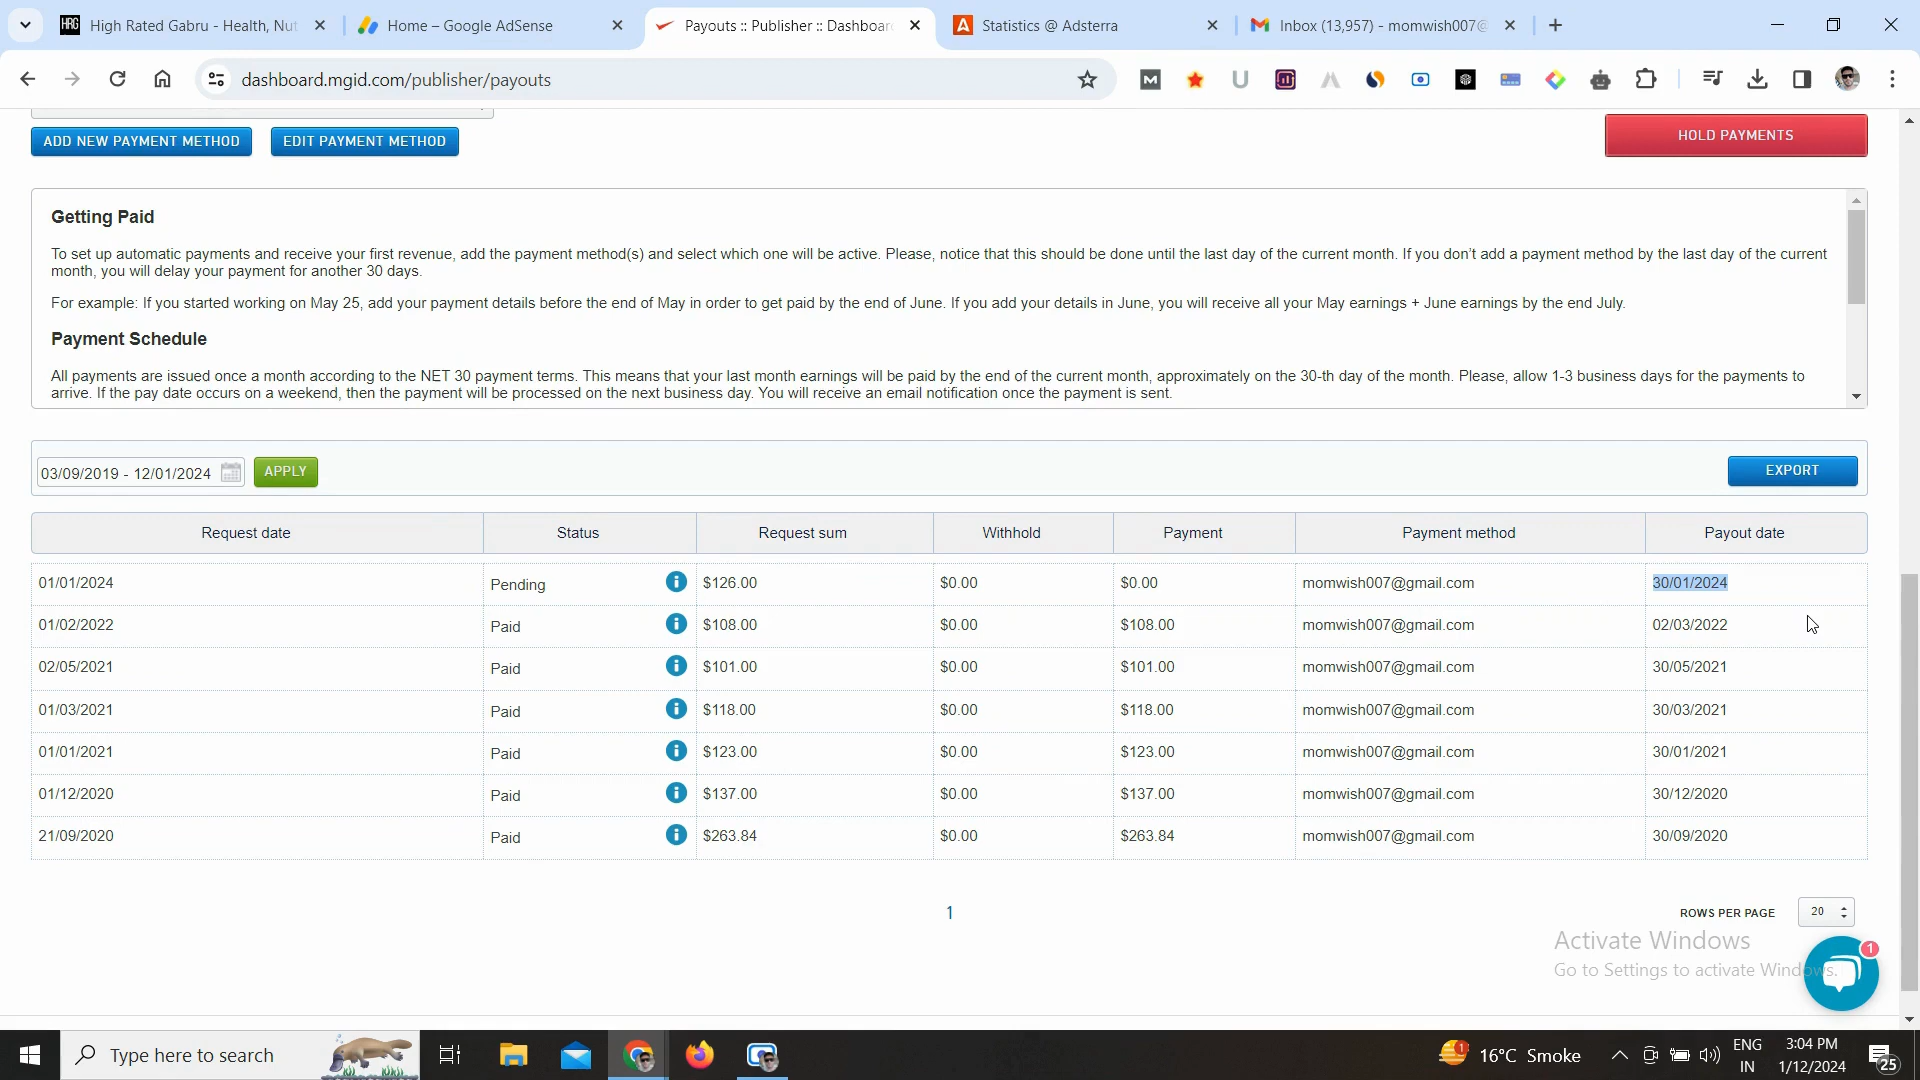 High Rated Gabru - Health, Nut
Home – Google AdSense
Payouts :: Publisher :: Dashboar
Statistics @ Adsterra
Inbox (13,957) - momwish007@
dashboard.mgid.com/publisher/payouts
ADD NEW PAYMENT METHOD
EDIT PAYMENT METHOD
HOLD PAYMENTS
Getting Paid
To set up automatic payments and receive your first revenue, add the payment method(s) and select which one will be active. Please, notice that this should be done until the last day of the current month. If you don't add a payment method by the last day of the current
month, you will delay your payment for another 30 days.
For example: If you started working on May 25, add your payment details before the end of May in order to get paid by the end of June. If you add your details in June, you will receive all your May earnings + June earnings by the end July.
Payment Schedule
All payments are issued once a month according to the NET 30 payment terms. This means that your last month earnings will be paid by the end of the current month, approximately on the 30-th day of the month. Please, allow 1-3 business days for the payments to
arrive. If the pay date occurs on a weekend, then the payment will be processed on the next business day. You will receive an email notification once the payment is sent.
03/09/2019 - 12/01/2024 APPLY EXPORT
Request date Status Request sum Withhold Payment Payment method Payout date
01/01/2024 Pending $126.00 $0.00 $0.00 momwish007@gmail.com 30/01/2024
01/02/2022 Paid $108.00 $0.00 $108.00 momwish007@gmail.com 02/03/2022
02/05/2021 Paid $101.00 $0.00 $101.00 momwish007@gmail.com 30/05/2021
01/03/2021 Paid $118.00 $0.00 $118.00 momwish007@gmail.com 30/03/2021
01/01/2021 Paid $123.00 $0.00 $123.00 momwish007@gmail.com 30/01/2021
01/12/2020 Paid $137.00 $0.00 $137.00 momwish007@gmail.com 30/12/2020
21/09/2020 Paid $263.84 $0.00 $263.84 momwish007@gmail.com 30/09/2020
1
ROWS PER PAGE 20
Activate Windows
Go to Settings to activate Windows.
1
Type here to search
1
16°C Smoke
ENG
IN
3:04 PM
1/12/2024
25